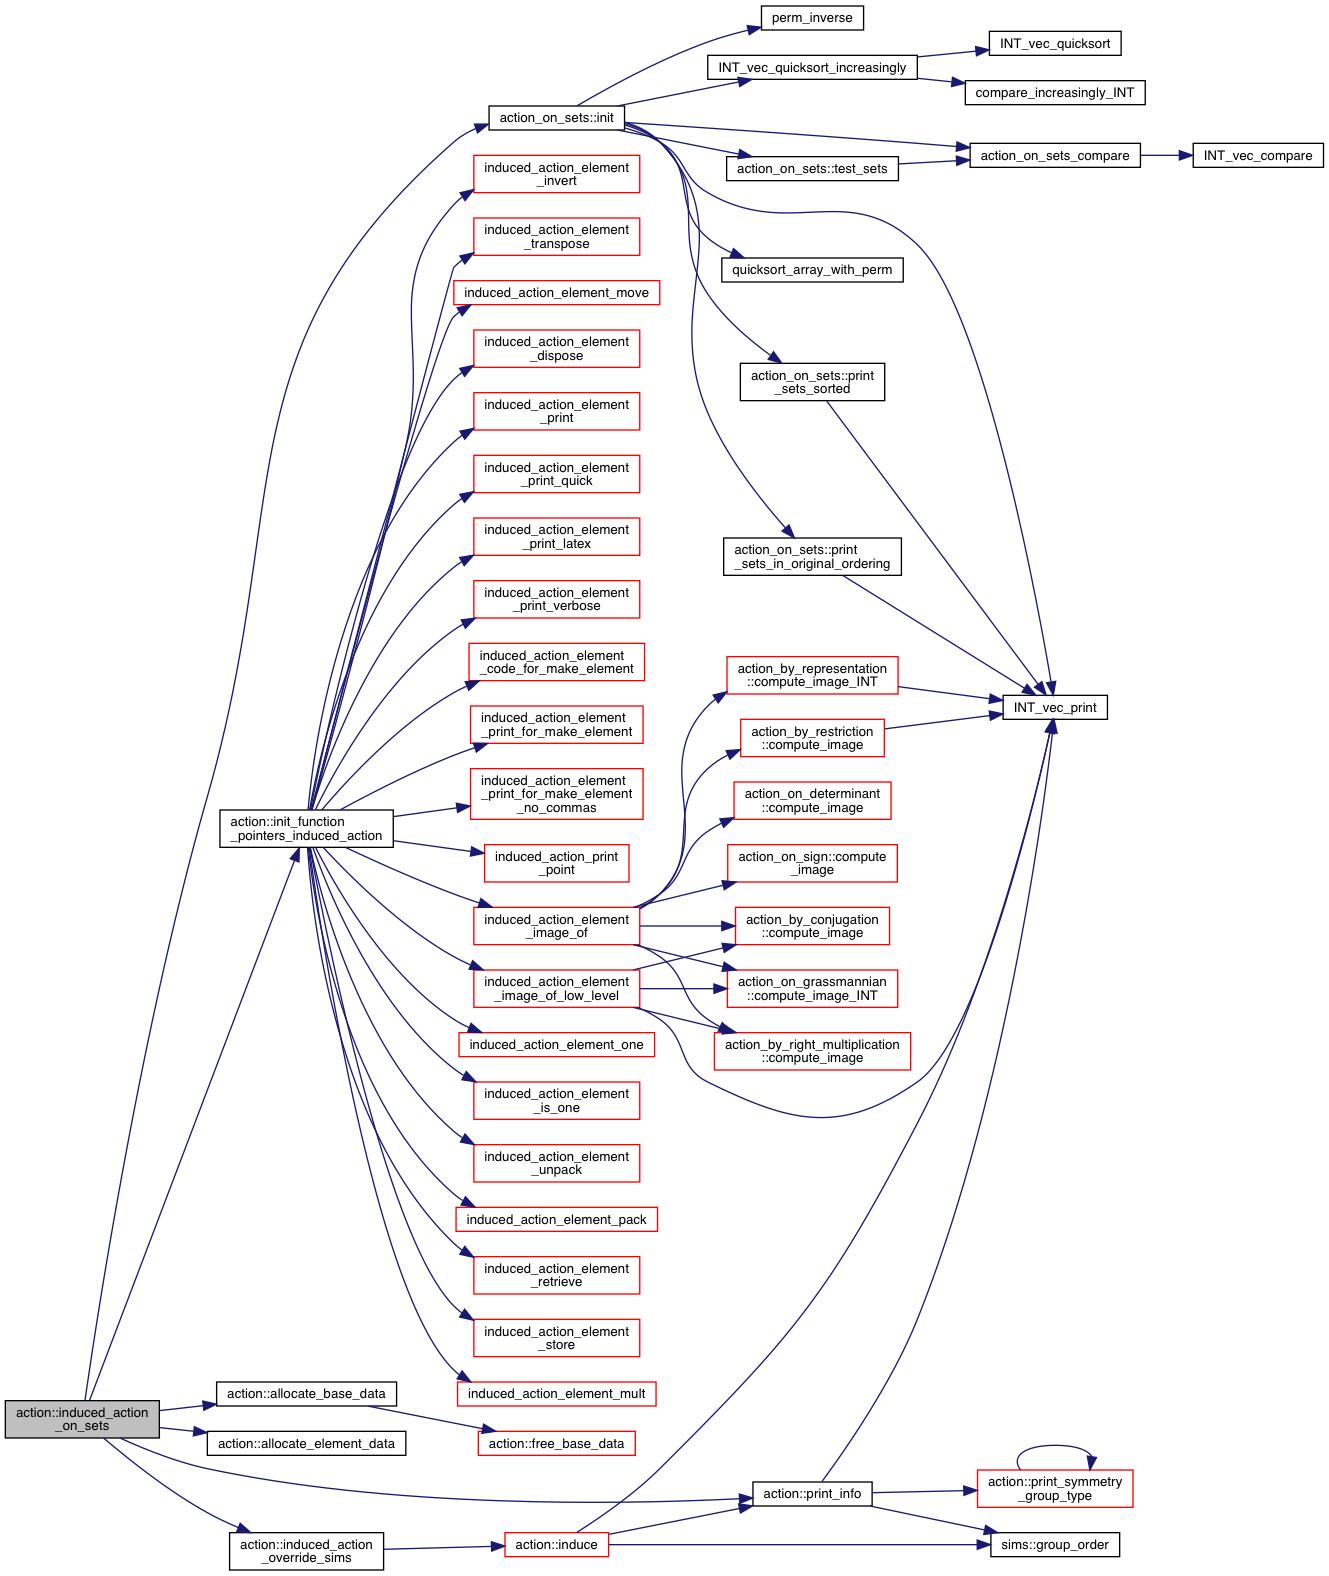 perm_inverse
INT_vec_quicksort
INT_vec_quicksort_increasingly
compare_increasingly_INT
action_on_sets::init
action_on_sets_compare
INT_vec_compare
action_on_sets::test_sets
induced_action_element
_invert
induced_action_element
_transpose
quicksort_array_with_perm
induced_action_element_move
induced_action_element
_dispose
action_on_sets::print
_sets_sorted
induced_action_element
_print
induced_action_element
_print_quick
induced_action_element
_print_latex
action_on_sets::print
_sets_in_original_ordering
induced_action_element
_print_verbose
induced_action_element
_code_for_make_element
action_by_representation
::compute_image_INT
INT_vec_print
induced_action_element
_print_for_make_element
action_by_restriction
::compute_image
induced_action_element
_print_for_make_element
_no_commas
action_on_determinant
::compute_image
action::init_function
_pointers_induced_action
induced_action_print
_point
action_on_sign::compute
_image
induced_action_element
_image_of
action_by_conjugation
::compute_image
induced_action_element
_image_of_low_level
action_on_grassmannian
::compute_image_INT
induced_action_element_one
action_by_right_multiplication
::compute_image
induced_action_element
_is_one
induced_action_element
_unpack
induced_action_element_pack
induced_action_element
_retrieve
induced_action_element
_store
induced_action_element_mult
action::allocate_base_data
action::induced_action
_on_sets
action::allocate_element_data
action::free_base_data
action::print_info
action::print_symmetry
_group_type
action::induced_action
_override_sims
action::induce
sims::group_order